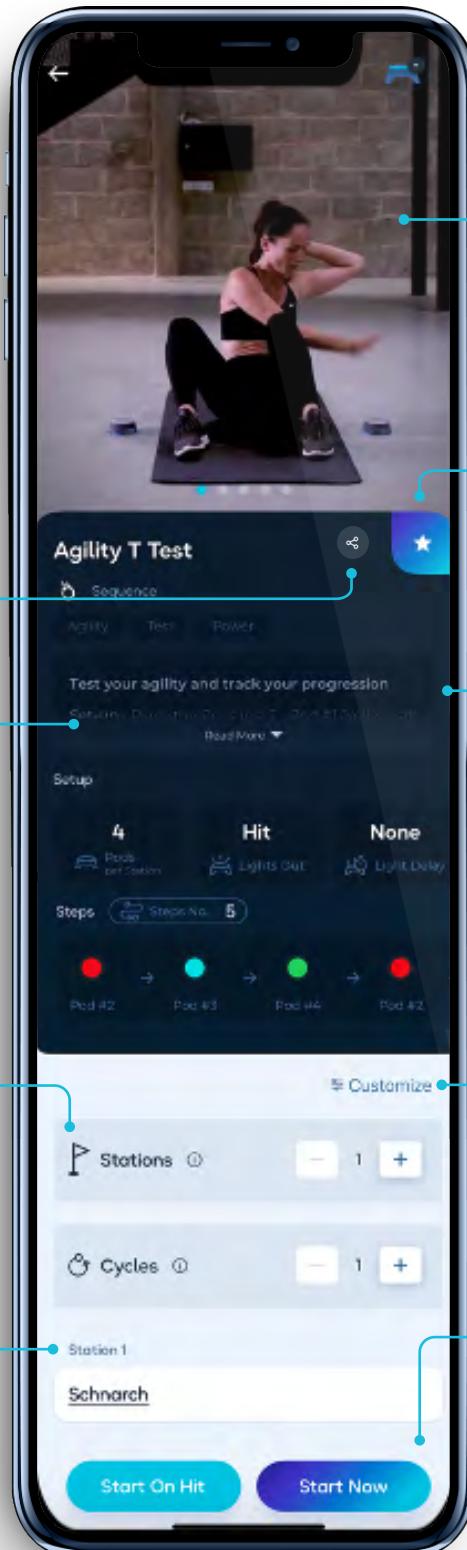 Agility T Test
Sequence
Agility Test Power
Test your agility and track your progression
Read More
Setup
4 Hit None
Pods per Station Lights Out Light Delay
Steps Steps No. 5
Pod #2 Pod #3 Pod #4 Pod #2
Customize
Stations 1
Cycles 1
Station 1
Schnarch
Start On Hit Start Now